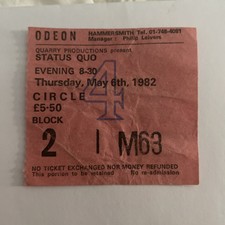 ODEON HAMMERSMITH Tel. 01-748-4081
Manager : Philip Leivers
QUARRY PRODUCTIONS present
STATUS QUO
EVENING 8-30
Thursday, May 6th, 1982
CIRCLE
£5·50
BLOCK
4
2 I M63
NO TICKET EXCHANGED NOR MONEY REFUNDED
This portion to be retained No re-admission